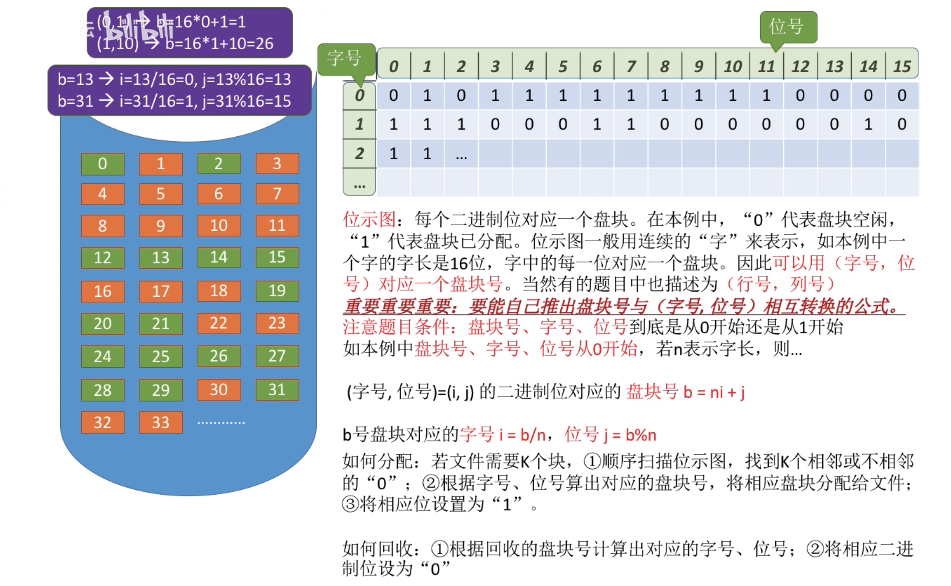 (0,1) → b=16*0+1=1
bilibili
(1,10) → b=16*1+10=26
b=13 → i=13/16=0, j=13%16=13
b=31 → i=31/16=1, j=31%16=15
字号
位号
0 1 2 3 4 5 6 7 8 9 10 11 12 13 14 15
0 0 1 0 1 1 1 1 1 1 1 1 1 0 0 0 0
1 1 1 1 0 0 0 1 1 0 0 0 0 0 0 1 0
2 1 1 ...
...
0 1 2 3
4 5 6 7
8 9 10 11
12 13 14 15
16 17 18 19
20 21 22 23
24 25 26 27
28 29 30 31
32 33 …………
位示图：每个二进制位对应一个盘块。在本例中，“0”代表盘块空闲，
“1”代表盘块已分配。位示图一般用连续的“字”来表示，如本例中一
个字的字长是16位，字中的每一位对应一个盘块。因此可以用（字号，位
号）对应一个盘块号。当然有的题目中也描述为（行号，列号）
重要重要重要：要能自己推出盘块号与（字号, 位号）相互转换的公式。
注意题目条件：盘块号、字号、位号到底是从0开始还是从1开始
如本例中盘块号、字号、位号从0开始，若n表示字长，则...
(字号, 位号)=(i, j) 的二进制位对应的 盘块号 b = ni + j
b号盘块对应的字号 i = b/n，位号 j = b%n
如何分配：若文件需要K个块，①顺序扫描位示图，找到K个相邻或不相邻
的“0”；②根据字号、位号算出对应的盘块号，将相应盘块分配给文件；
③将相应位设置为“1”。
如何回收：①根据回收的盘块号计算出对应的字号、位号；②将相应二进
制位设为“0”